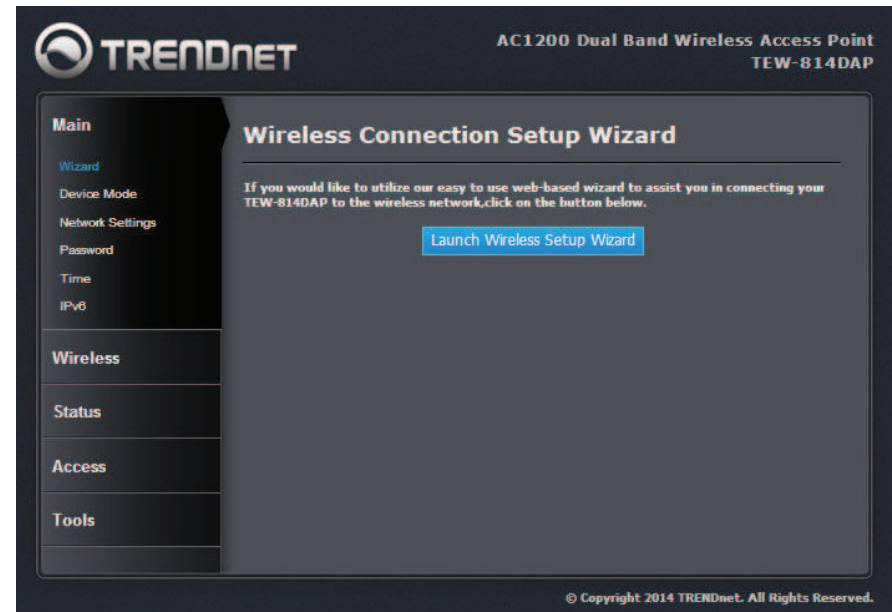 TRENDNET
AC1200 Dual Band Wireless Access Point
TEW-814DAP
Main
Wizard
Device Mode
Network Settings
Password
Time
IPv6
Wireless
Status
Access
Tools
Wireless Connection Setup Wizard
If you would like to utilize our easy to use web-based wizard to assist you in connecting your
TEW-814DAP to the wireless network,click on the button below.
Launch Wireless Setup Wizard
© Copyright 2014 TRENDnet. All Rights Reserved.